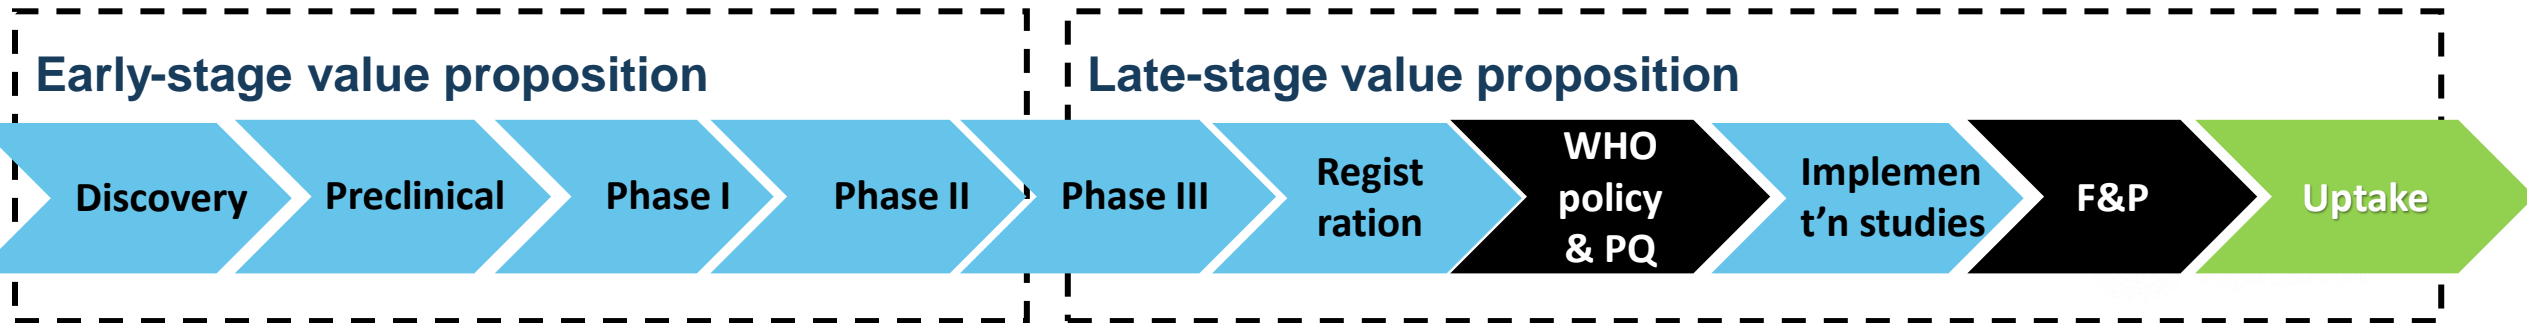 Early-stage value proposition
Late-stage value proposition
Discovery
Preclinical
Phase I
Phase II
Phase III
Regist
ration
WHO
policy
& PQ
Implemen
t’n studies
F&P
Uptake